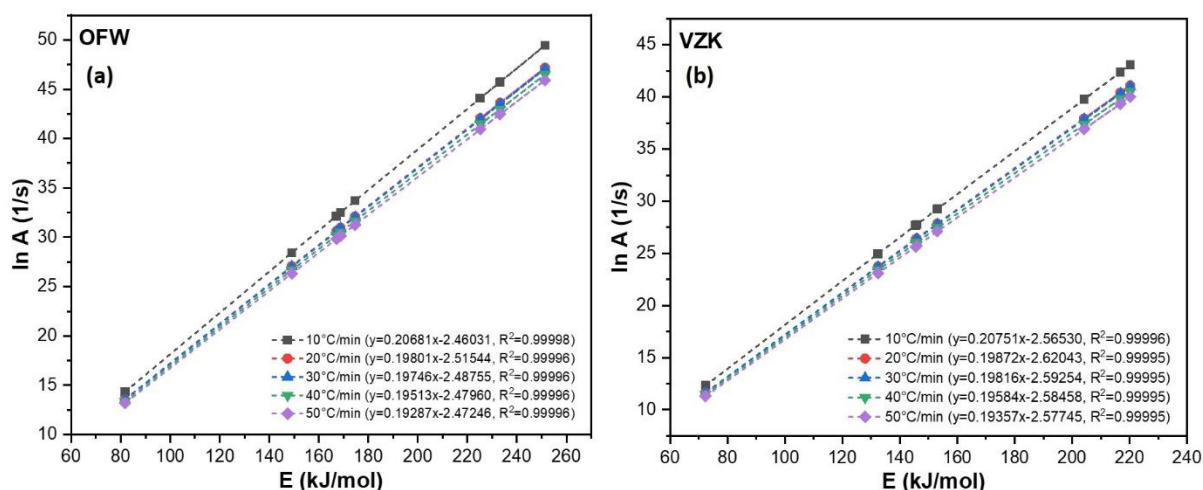 OFW
(a)
ln A (1/s)
50
45
40
35
30
25
20
15
10
10°C/min (y=0.20681x-2.46031, R²=0.99998)
20°C/min (y=0.19801x-2.51544, R²=0.99996)
30°C/min (y=0.19746x-2.48755, R²=0.99996)
40°C/min (y=0.19513x-2.47960, R²=0.99996)
50°C/min (y=0.19287x-2.47246, R²=0.99996)
60 80 100 120 140 160 180 200 220 240 260
E (kJ/mol)
VZK
(b)
ln A (1/s)
45
40
35
30
25
20
15
10
10°C/min (y=0.20751x-2.56530, R²=0.99996)
20°C/min (y=0.19872x-2.62043, R²=0.99995)
30°C/min (y=0.19816x-2.59254, R²=0.99995)
40°C/min (y=0.19584x-2.58458, R²=0.99995)
50°C/min (y=0.19357x-2.57745, R²=0.99995)
60 80 100 120 140 160 180 200 220 240
E (kJ/mol)